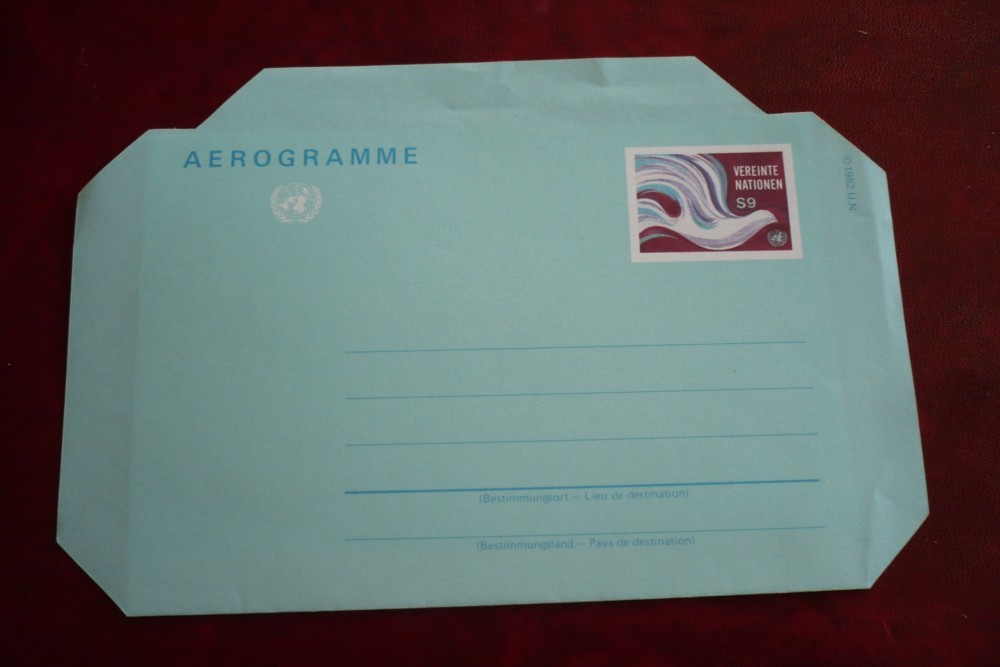 AEROGRAMME
VEREINTE
NATIONEN
S9
© 1982 U.N.
(Bestimmungsort – Lieu de destination)
(Bestimmungsland – Pays de destination)